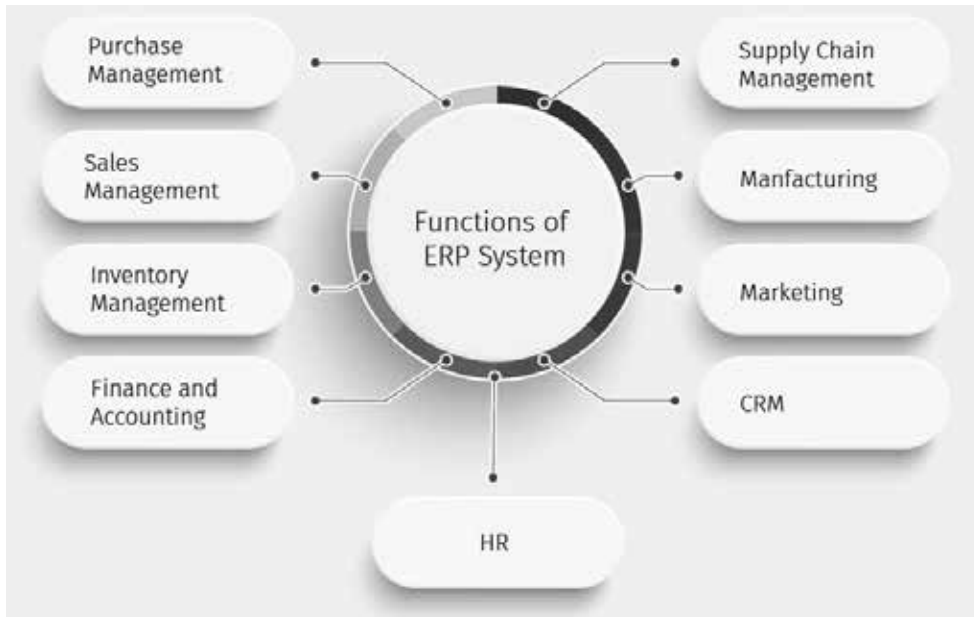 Purchase
Management
Sales
Management
Inventory
Management
Finance and
Accounting
Functions of
ERP System
Supply Chain
Management
Manfacturing
Marketing
CRM
HR